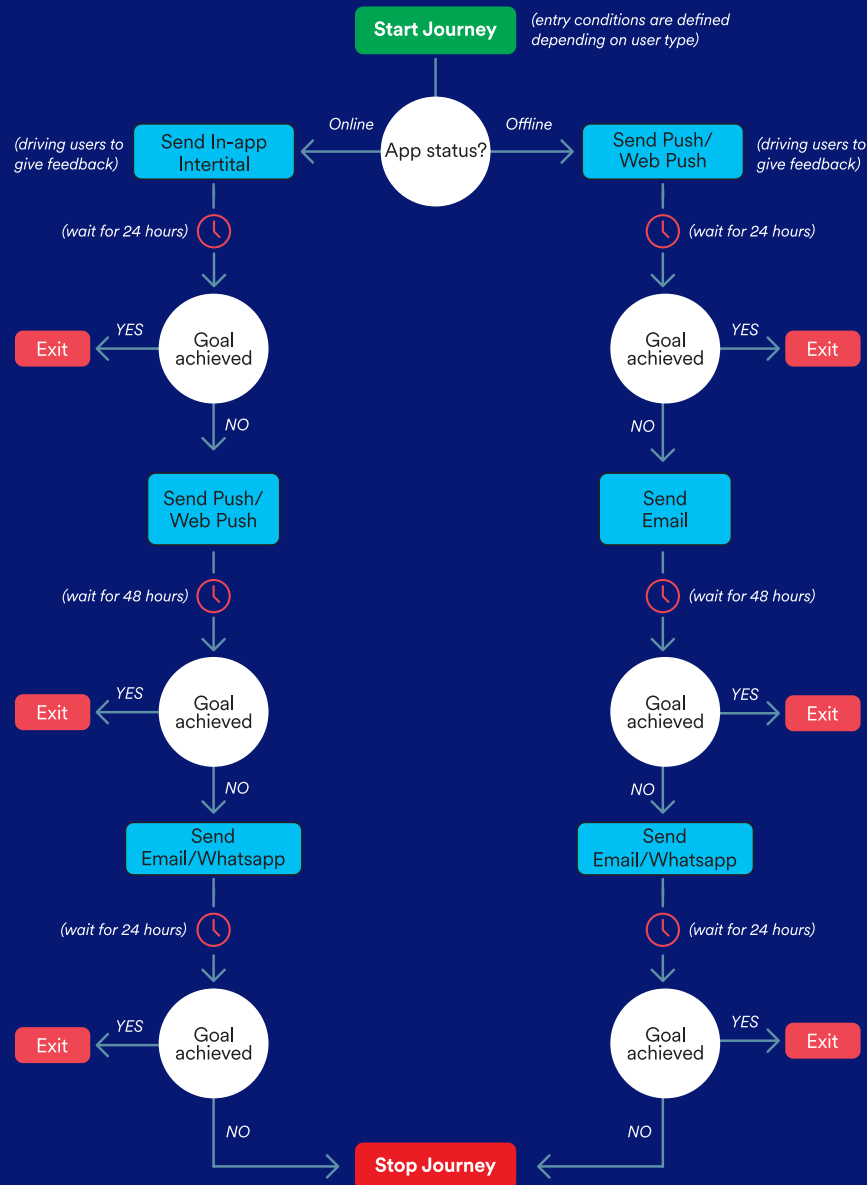 Start Journey
(entry conditions are defined
depending on user type)
Online
Offline
App status?
(driving users to
give feedback)
Send In-app
Intertital
Send Push/
Web Push
(driving users to
give feedback)
(wait for 24 hours)
(wait for 24 hours)
Exit
YES
Goal
achieved
Goal
achieved
YES
Exit
NO
NO
Send Push/
Web Push
Send
Email
(wait for 48 hours)
(wait for 48 hours)
Exit
YES
Goal
achieved
Goal
achieved
YES
Exit
NO
NO
Send
Email/Whatsapp
Send
Email/Whatsapp
(wait for 24 hours)
(wait for 24 hours)
Exit
YES
Goal
achieved
Goal
achieved
YES
Exit
NO
NO
Stop Journey